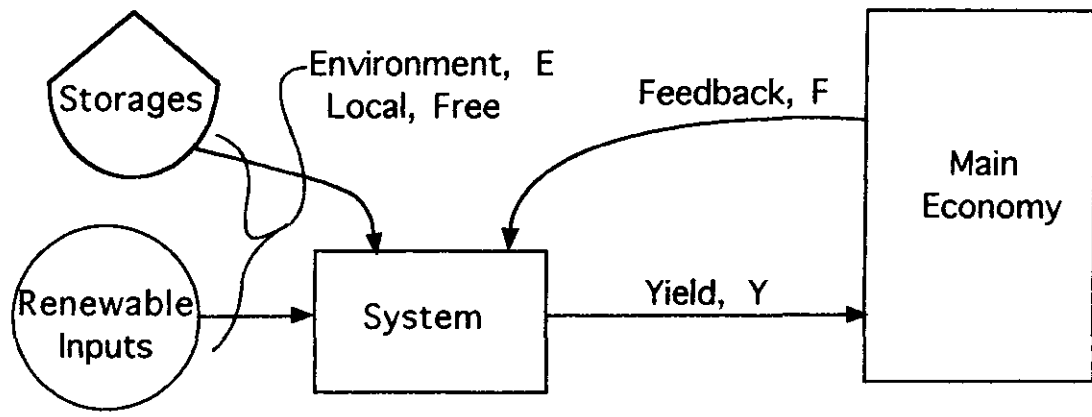 Storages
Environment, E
Local, Free
Feedback, F
Main
Economy
Renewable
Inputs
System
Yield, Y